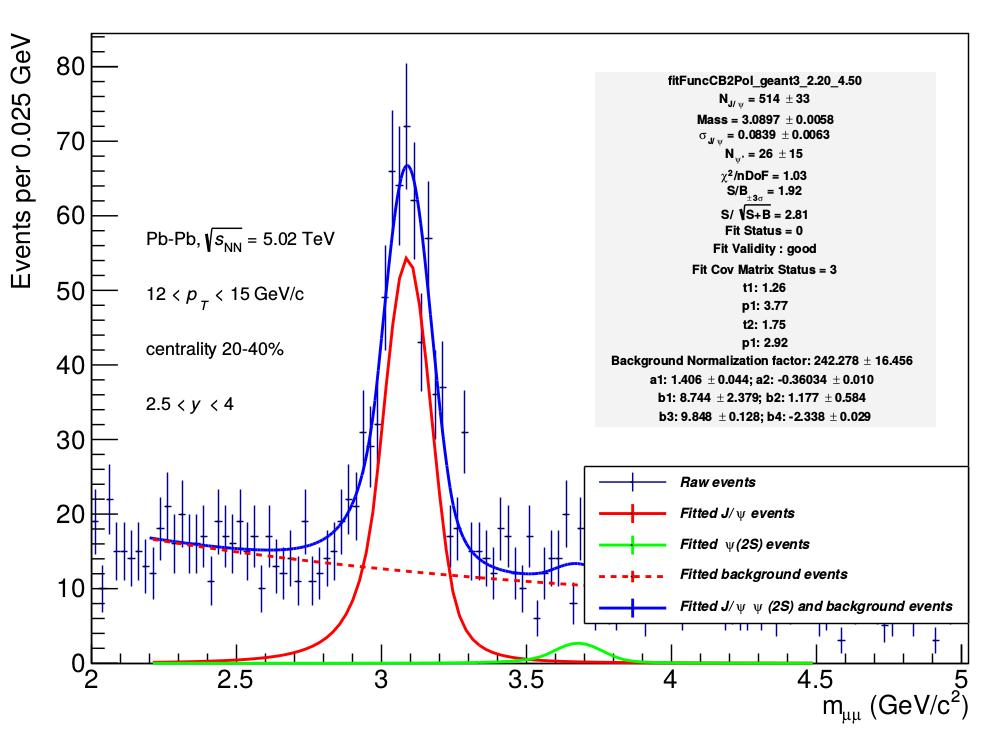 Events per 0.025 GeV
80
70
60
50
40
30
20
10
0
2
2.5
3
3.5
4
4.5
5
m_μμ (GeV/c²)
Pb-Pb, √s_NN = 5.02 TeV
12 < p_T < 15 GeV/c
centrality 20-40%
2.5 < y < 4
fitFuncCB2Pol_geant3_2.20_4.50
N_J/ψ = 514 ± 33
Mass = 3.0897 ± 0.0058
σ_J/ψ = 0.0839 ± 0.0063
N_ψ' = 26 ± 15
χ²/nDoF = 1.03
S/B_±3σ = 1.92
S/ √S+B = 2.81
Fit Status = 0
Fit Validity : good
Fit Cov Matrix Status = 3
t1: 1.26
p1: 3.77
t2: 1.75
p1: 2.92
Background Normalization factor: 242.278 ± 16.456
a1: 1.406 ± 0.044; a2: -0.36034 ± 0.010
b1: 8.744 ± 2.379; b2: 1.177 ± 0.584
b3: 9.848 ± 0.128; b4: -2.338 ± 0.029
Raw events
Fitted J/ψ events
Fitted ψ(2S) events
Fitted background events
Fitted J/ψ ψ (2S) and background events